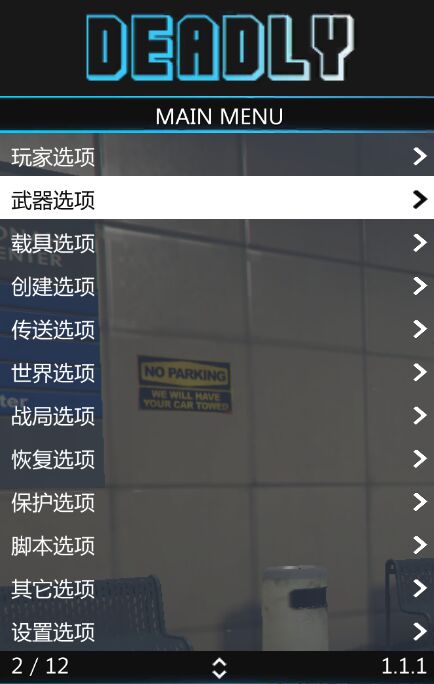 DEADLY
MAIN MENU
玩家选项
武器选项
载具选项
创建选项
传送选项
世界选项
NO PARKING
WE WILL HAVE
YOUR CAR TOWED
战局选项
恢复选项
保护选项
脚本选项
其它选项
设置选项
2 / 12
1.1.1